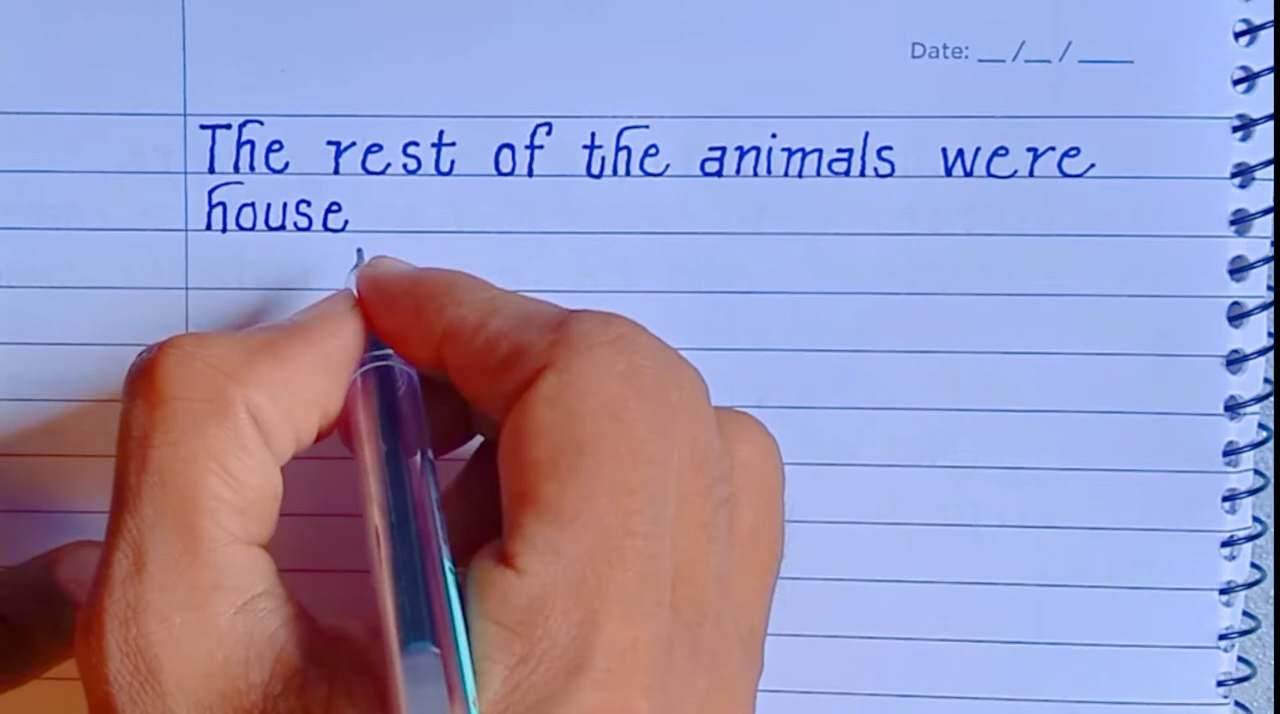 Date: __/__/____
The rest of the animals were
house